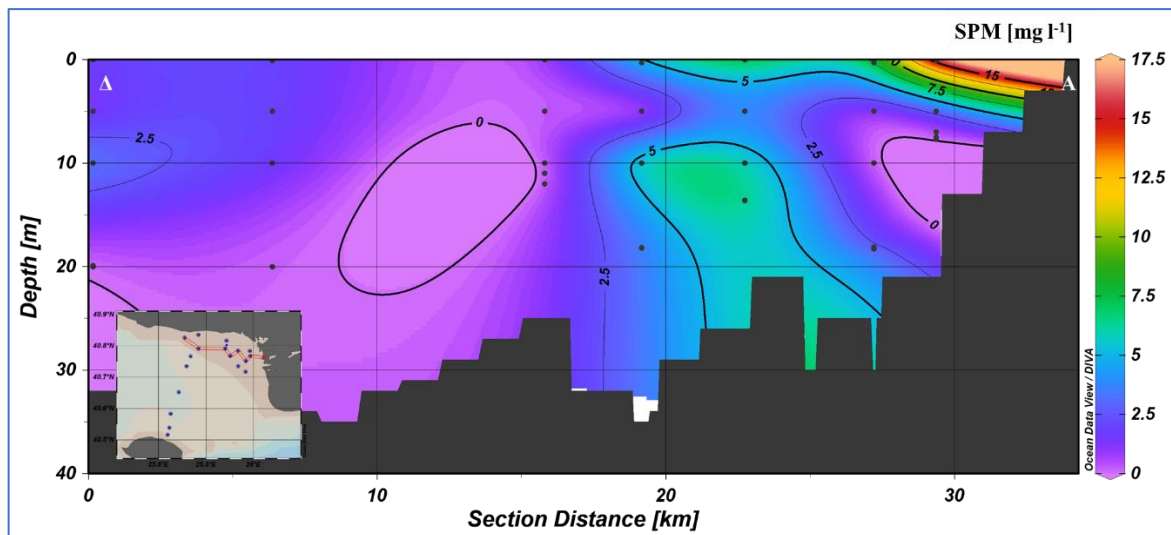 SPM [mg l-1]
Δ
A
0
10
20
30
40
Depth [m]
0
10
20
30
Section Distance [km]
2.5
0
2.5
5
5
2.5
0
0
7.5
15
17.5
15
12.5
10
7.5
5
2.5
0
Ocean Data View / DIVA
40.9°N
40.8°N
40.7°N
40.6°N
40.5°N
25.6°E
25.8°E
26°E